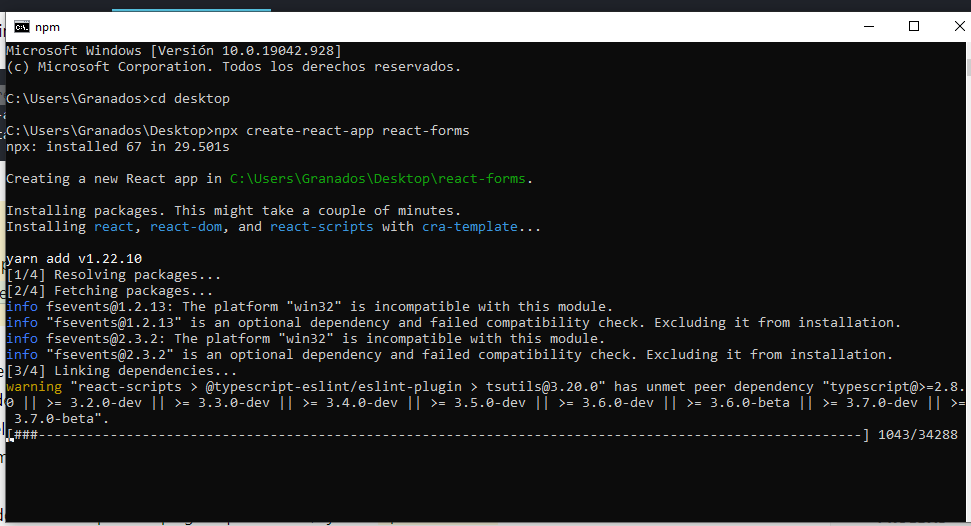 npm
Microsoft Windows [Versión 10.0.19042.928]
(c) Microsoft Corporation. Todos los derechos reservados.
C:\Users\Granados>cd desktop
C:\Users\Granados\Desktop>npx create-react-app react-forms
npx: installed 67 in 29.501s
Creating a new React app in C:\Users\Granados\Desktop\react-forms.
Installing packages. This might take a couple of minutes.
Installing react, react-dom, and react-scripts with cra-template...
yarn add v1.22.10
[1/4] Resolving packages...
[2/4] Fetching packages...
info fsevents@1.2.13: The platform "win32" is incompatible with this module.
info "fsevents@1.2.13" is an optional dependency and failed compatibility check. Excluding it from installation.
info fsevents@2.3.2: The platform "win32" is incompatible with this module.
info "fsevents@2.3.2" is an optional dependency and failed compatibility check. Excluding it from installation.
[3/4] Linking dependencies...
warning "react-scripts > @typescript-eslint/eslint-plugin > tsutils@3.20.0" has unmet peer dependency "typescript@>=2.8.
0 || >= 3.2.0-dev || >= 3.3.0-dev || >= 3.4.0-dev || >= 3.5.0-dev || >= 3.6.0-dev || >= 3.6.0-beta || >= 3.7.0-dev || >=
3.7.0-beta".
[###-------------------------------------------------------------------------------------------------------] 1043/34288